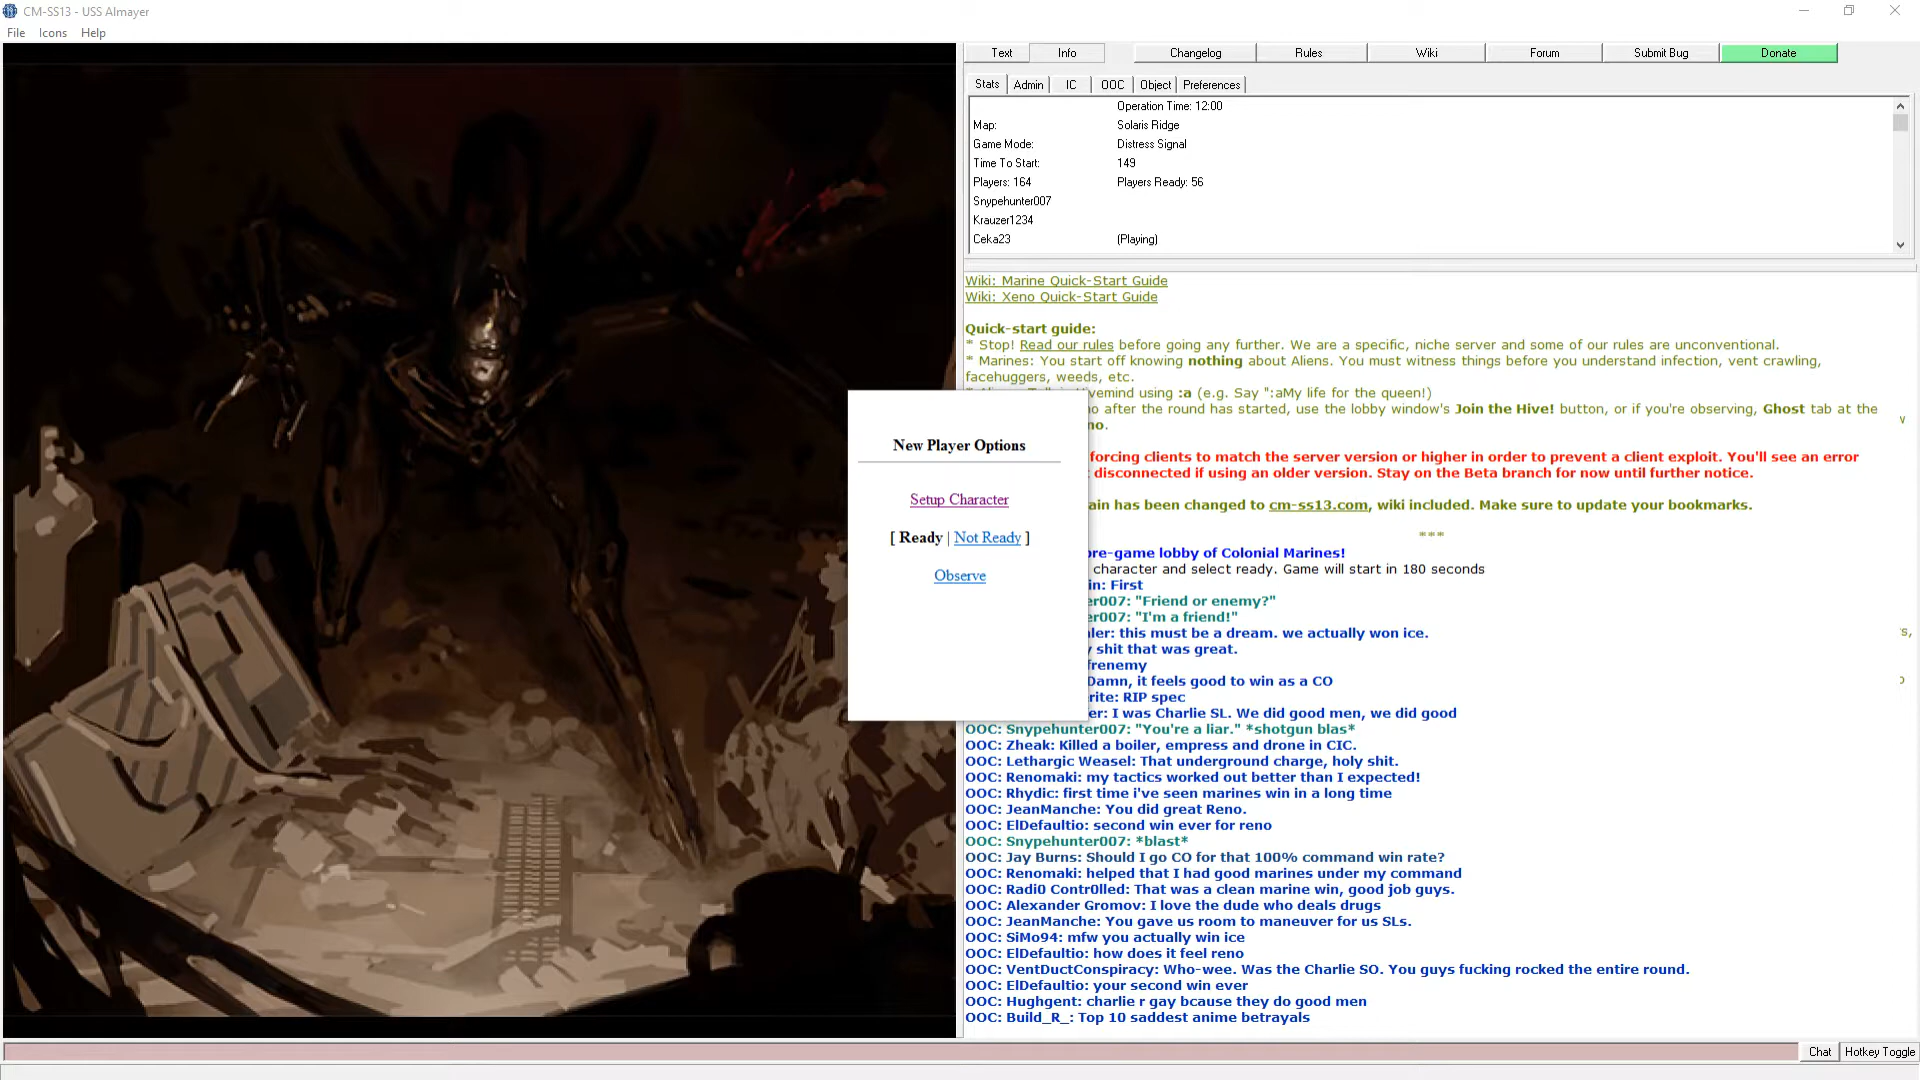 CM-SS13 - USS Almayer
File Icons Help
Text Info Changelog Rules Wiki Forum Submit Bug Donate
Stats Admin IC OOC Object Preferences
Operation Time: 12:00
Map: Solaris Ridge
Game Mode: Distress Signal
Time To Start: 149
Players: 164 Players Ready: 56
Snypehunter007
Krauzer1234
Ceka23 (Playing)
Wiki: Marine Quick-Start Guide
Wiki: Xeno Quick-Start Guide
Quick-start guide:
* Stop! Read our rules before going any further. We are a specific, niche server and some of our rules are unconventional.
* Marines: You start off knowing nothing about Aliens. You must witness things before you understand infection, vent crawling,
facehuggers, weeds, etc.
vemind using :a (e.g. Say ":aMy life for the queen!)
o after the round has started, use the lobby window's Join the Hive! button, or if you're observing, Ghost tab at the
no.
forcing clients to match the server version or higher in order to prevent a client exploit. You'll see an error
disconnected if using an older version. Stay on the Beta branch for now until further notice.
ain has been changed to cm-ss13.com, wiki included. Make sure to update your bookmarks.
***
re-game lobby of Colonial Marines!
character and select ready. Game will start in 180 seconds
in: First
r007: "Friend or enemy?"
r007: "I'm a friend!"
ler: this must be a dream. we actually won ice.
shit that was great.
frenemy
Damn, it feels good to win as a CO
rite: RIP spec
er: I was Charlie SL. We did good men, we did good
OOC: Snypehunter007: "You're a liar." *shotgun blas*
OOC: Zheak: Killed a boiler, empress and drone in CIC.
OOC: Lethargic Weasel: That underground charge, holy shit.
OOC: Renomaki: my tactics worked out better than I expected!
OOC: Rhydic: first time i've seen marines win in a long time
OOC: JeanManche: You did great Reno.
OOC: ElDefaultio: second win ever for reno
OOC: Snypehunter007: *blast*
OOC: Jay Burns: Should I go CO for that 100% command win rate?
OOC: Renomaki: helped that I had good marines under my command
OOC: Radi0 Contr0lled: That was a clean marine win, good job guys.
OOC: Alexander Gromov: I love the dude who deals drugs
OOC: JeanManche: You gave us room to maneuver for us SLs.
OOC: SiMo94: mfw you actually win ice
OOC: ElDefaultio: how does it feel reno
OOC: VentDuctConspiracy: Who-wee. Was the Charlie SO. You guys fucking rocked the entire round.
OOC: ElDefaultio: your second win ever
OOC: Hughgent: charlie r gay bcause they do good men
OOC: Build_R_: Top 10 saddest anime betrayals
New Player Options
Setup Character
[ Ready | Not Ready ]
Observe
Chat Hotkey Toggle